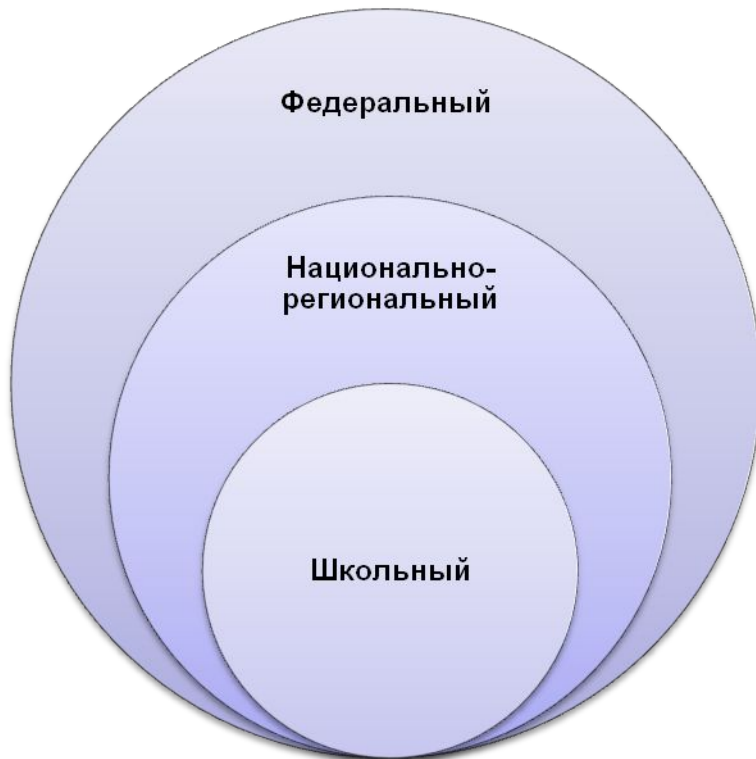 Федеральный
Национально-
региональный
Школьный